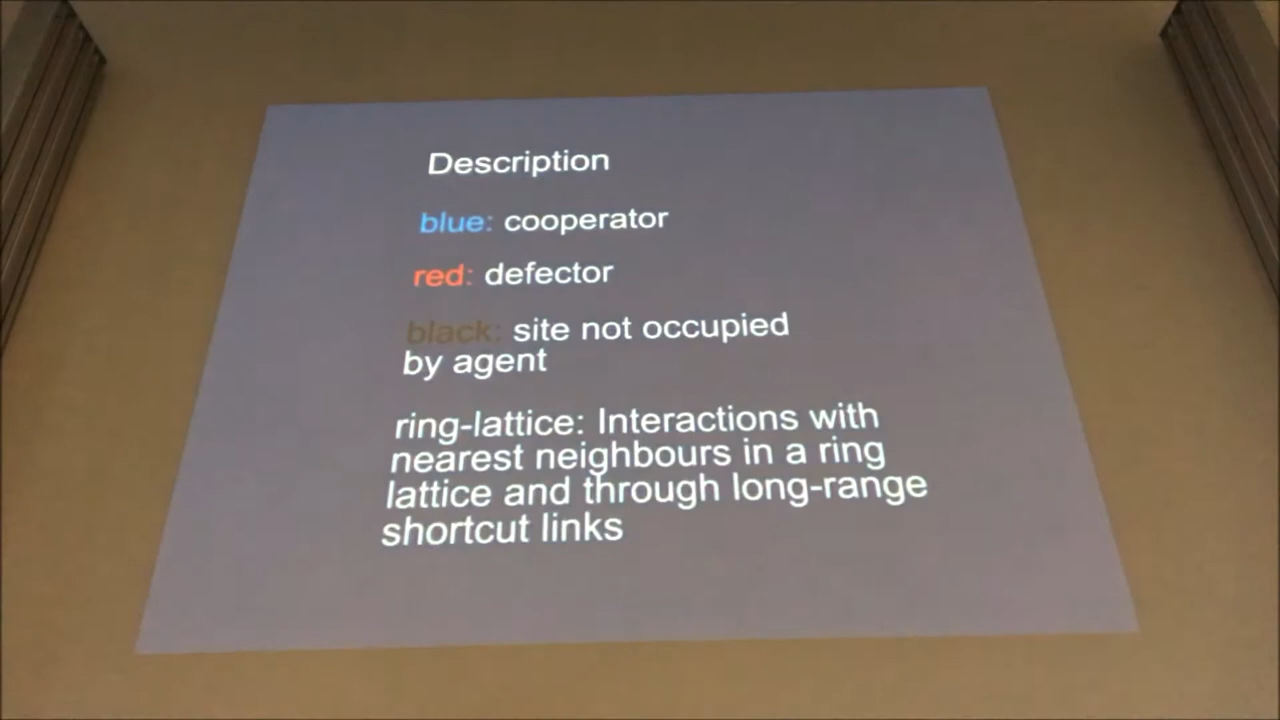 Description
blue: cooperator
red: defector
black: site not occupied
by agent
ring-lattice: Interactions with
nearest neighbours in a ring
lattice and through long-range
shortcut links